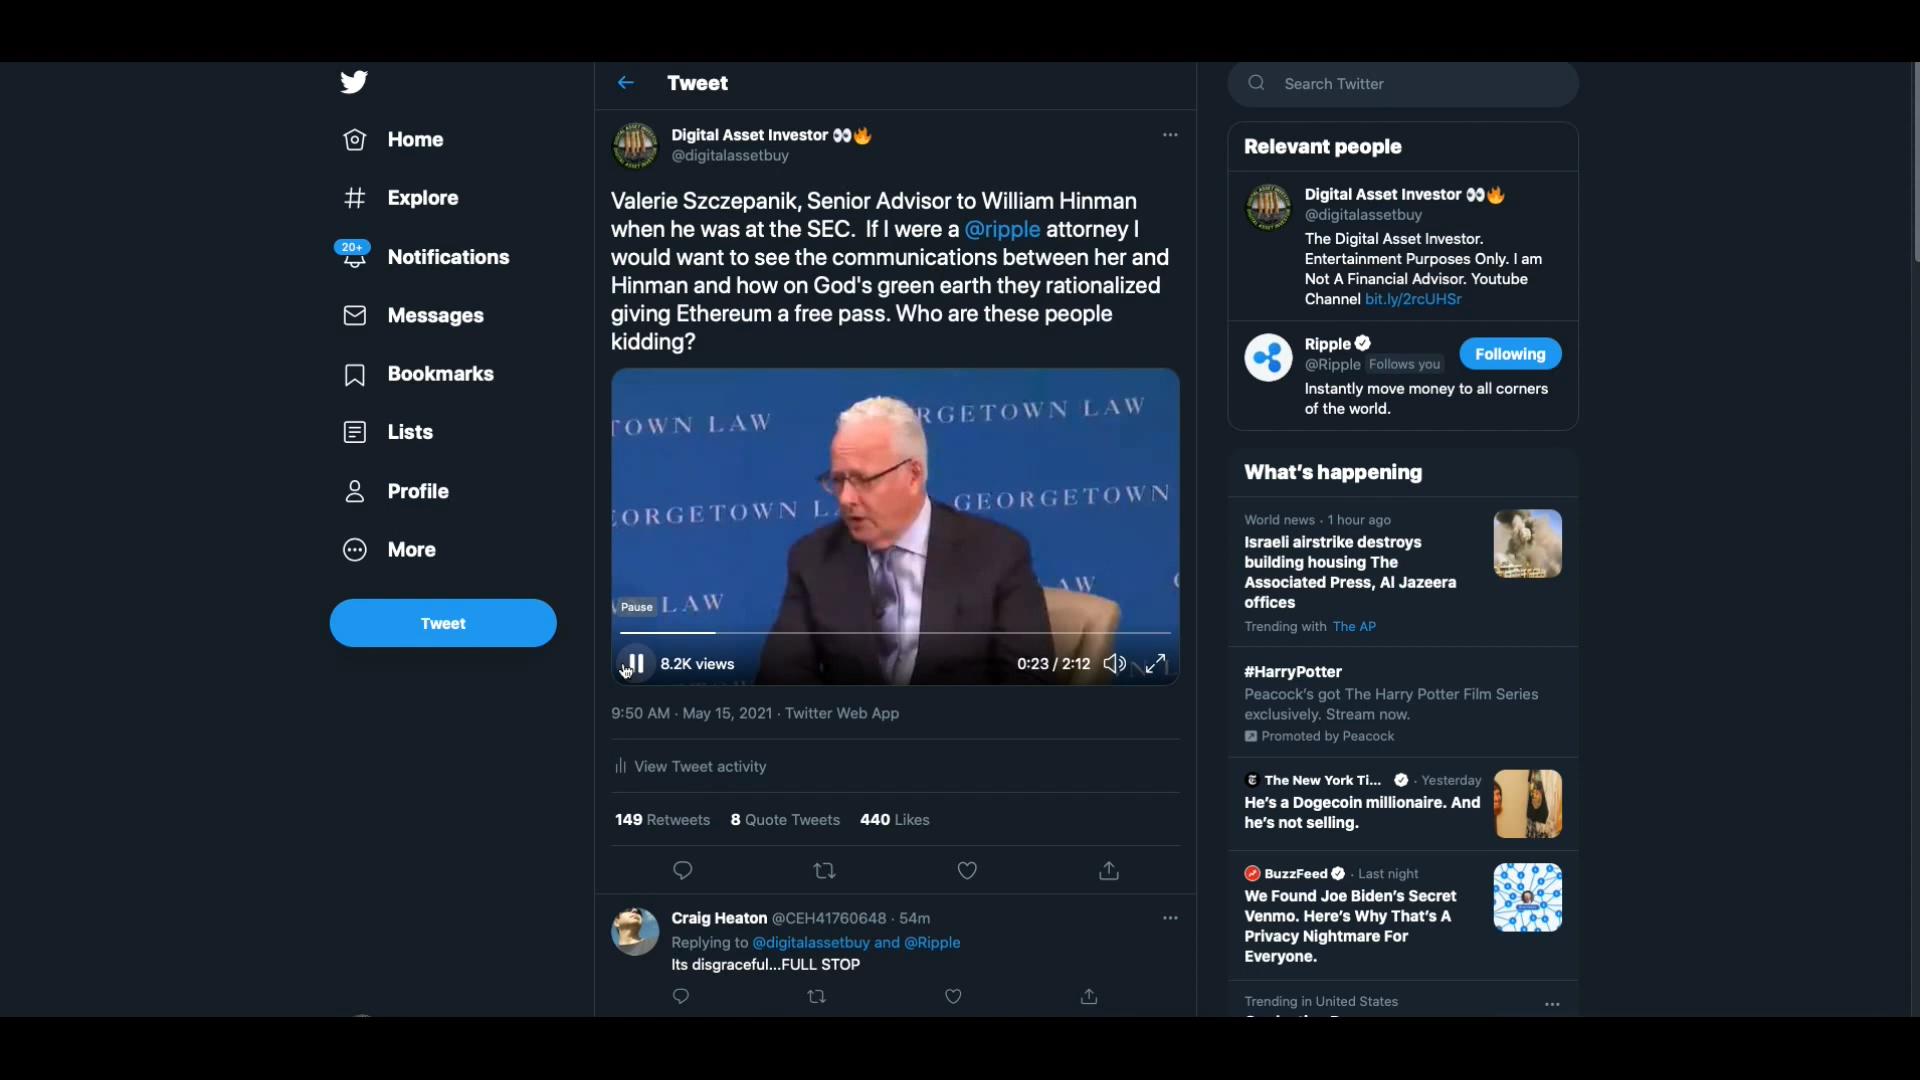 Home
Explore
20+
Notifications
Messages
Bookmarks
Lists
Profile
More
Tweet
Tweet
Digital Asset Investor 👀🔥
@digitalassetbuy
Valerie Szczepanik, Senior Advisor to William Hinman
when he was at the SEC. If I were a @ripple attorney I
would want to see the communications between her and
Hinman and how on God's green earth they rationalized
giving Ethereum a free pass. Who are these people
kidding?
TOWN LAW
RGETOWN LAW
EORGETOWN LA
GEORGETOWN
LAW
AW
Pause
8.2K views
0:23 / 2:12
9:50 AM · May 15, 2021 · Twitter Web App
View Tweet activity
149 Retweets 8 Quote Tweets 440 Likes
Craig Heaton @CEH41760648 · 54m
Replying to @digitalassetbuy and @Ripple
Its disgraceful...FULL STOP
Search Twitter
Relevant people
Digital Asset Investor 👀🔥
@digitalassetbuy
The Digital Asset Investor.
Entertainment Purposes Only. I am
Not A Financial Advisor. Youtube
Channel bit.ly/2rcUHSr
Ripple
@Ripple Follows you
Following
Instantly move money to all corners
of the world.
What's happening
World news · 1 hour ago
Israeli airstrike destroys
building housing The
Associated Press, Al Jazeera
offices
Trending with The AP
#HarryPotter
Peacock's got The Harry Potter Film Series
exclusively. Stream now.
Promoted by Peacock
The New York Ti... · Yesterday
He's a Dogecoin millionaire. And
he's not selling.
BuzzFeed · Last night
We Found Joe Biden's Secret
Venmo. Here's Why That's A
Privacy Nightmare For
Everyone.
Trending in United States